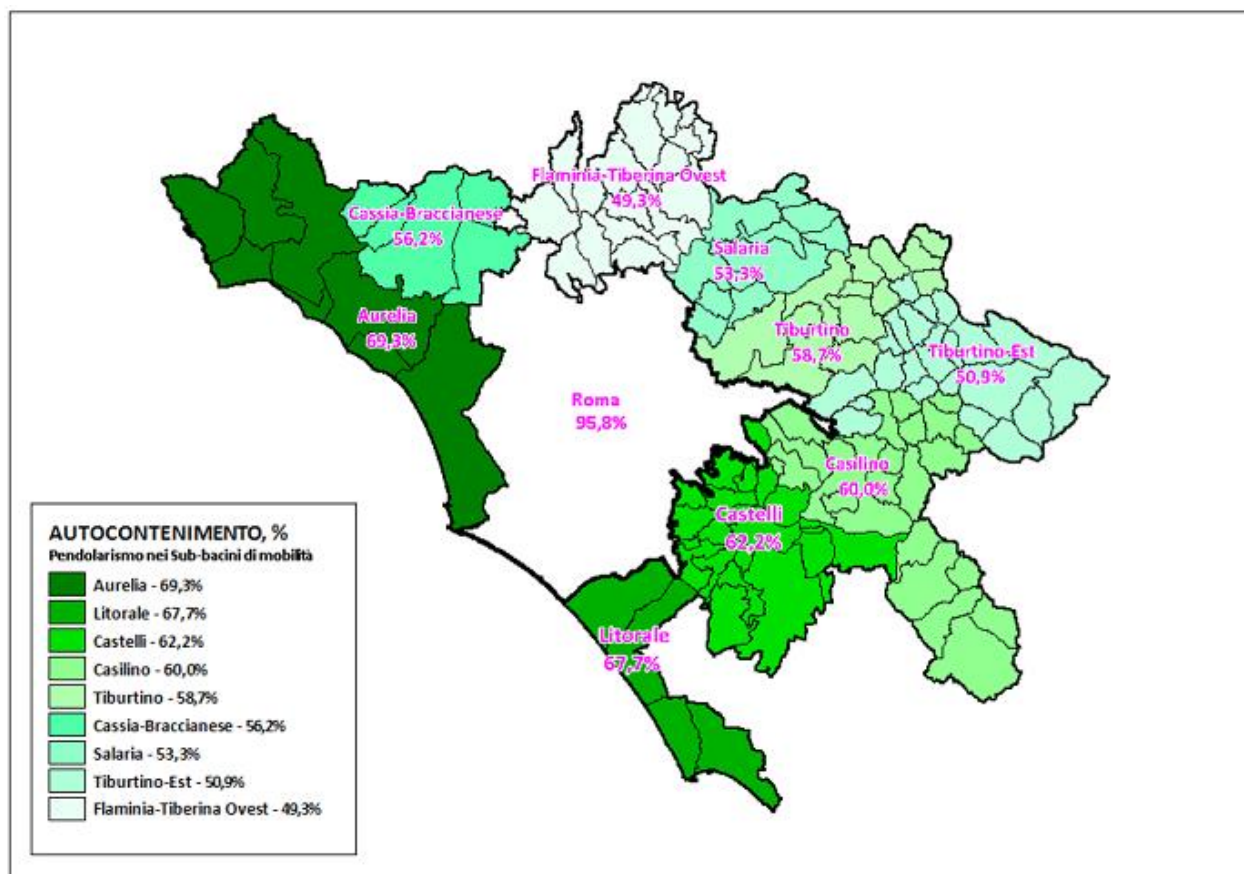 Flaminia-Tiberina Ovest
49,3%
Cassia-Braccianese
56,2%
Salaria
53,3%
Aurelia
69,3%
Tiburtino
58,7%
Tiburtino-Est
50,9%
Roma
95,8%
Casilino
60,0%
Castelli
62,2%
Litorale
67,7%
AUTOCONTENIMENTO, %
Pendolarismo nei Sub-bacini di mobilità
Aurelia - 69,3%
Litorale - 67,7%
Castelli - 62,2%
Casilino - 60,0%
Tiburtino - 58,7%
Cassia-Braccianese - 56,2%
Salaria - 53,3%
Tiburtino-Est - 50,9%
Flaminia-Tiberina Ovest - 49,3%